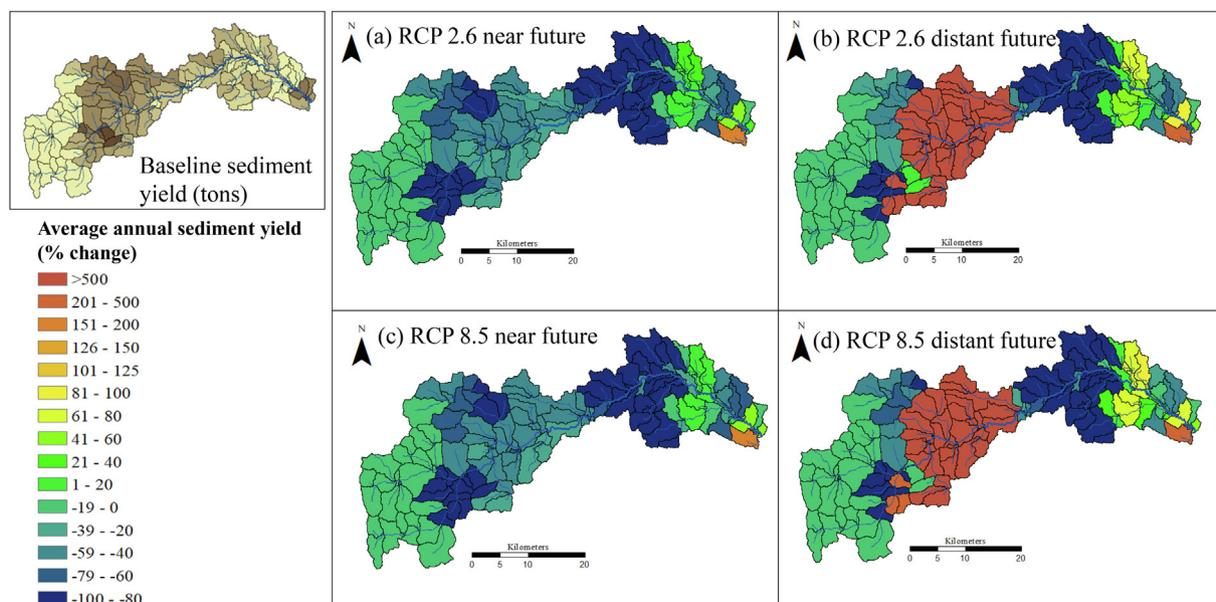 Baseline sediment
yield (tons)
Average annual sediment yield
(% change)
>500
201 - 500
151 - 200
126 - 150
101 - 125
81 - 100
61 - 80
41 - 60
21 - 40
1 - 20
-19 - 0
-39 - -20
-59 - -40
-79 - -60
-100 - -80
N
(a) RCP 2.6 near future
Kilometers
0 5 10 20
N
(b) RCP 2.6 distant future
Kilometers
0 5 10 20
N
(c) RCP 8.5 near future
Kilometers
0 5 10 20
N
(d) RCP 8.5 distant future
Kilometers
0 5 10 20